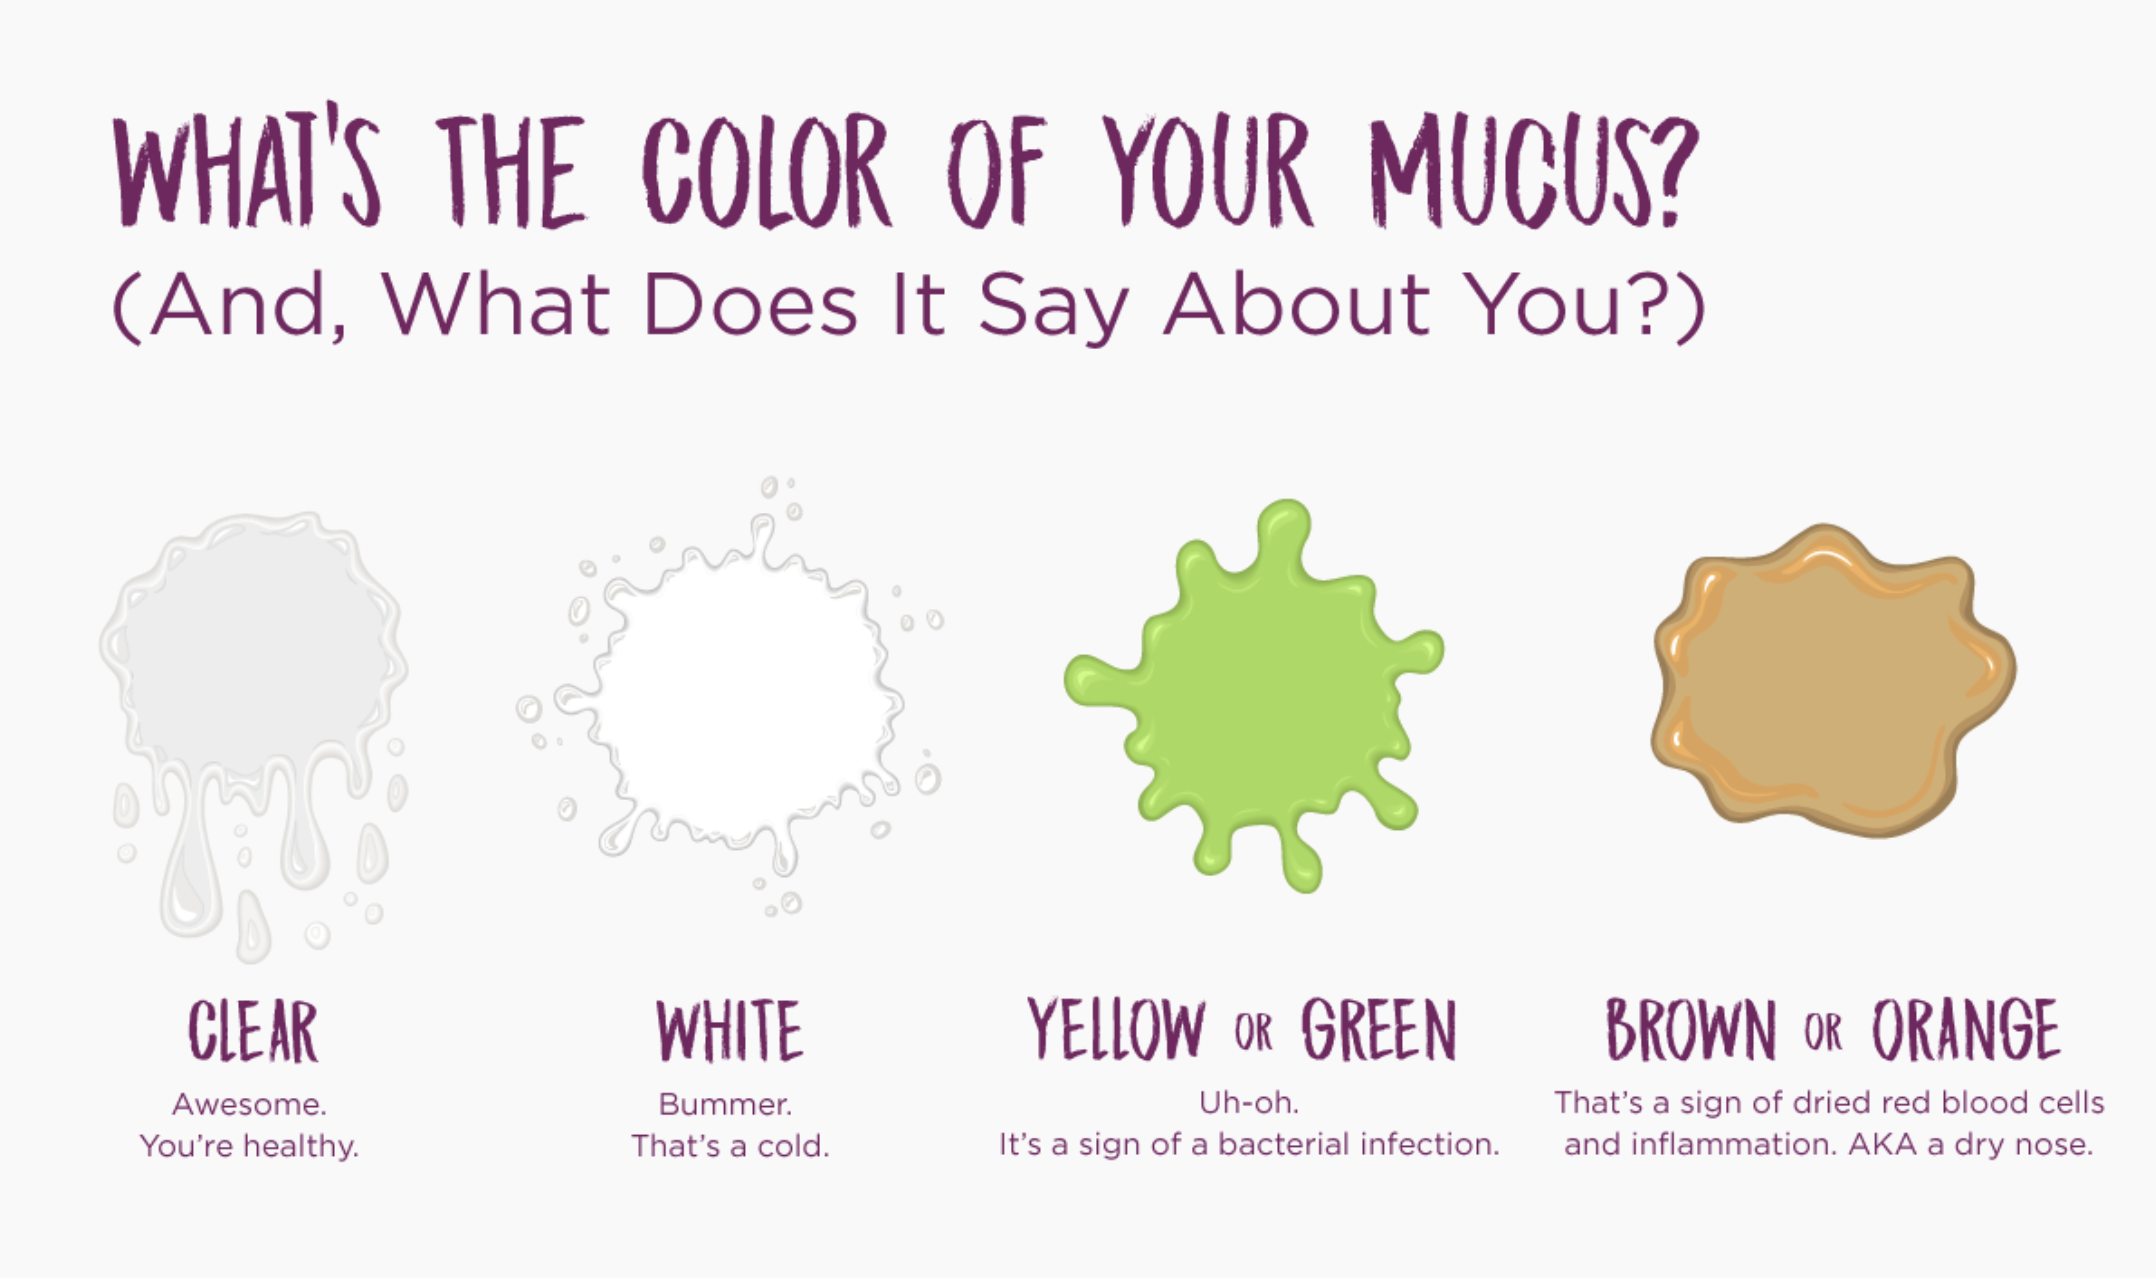 WHAT'S THE COLOR OF YOUR MUCUS?
(And, What Does It Say About You?)
CLEAR
Awesome.
You're healthy.
WHITE
Bummer.
That's a cold.
YELLOW OR GREEN
Uh-oh.
It's a sign of a bacterial infection.
BROWN OR ORANGE
That's a sign of dried red blood cells
and inflammation. AKA a dry nose.